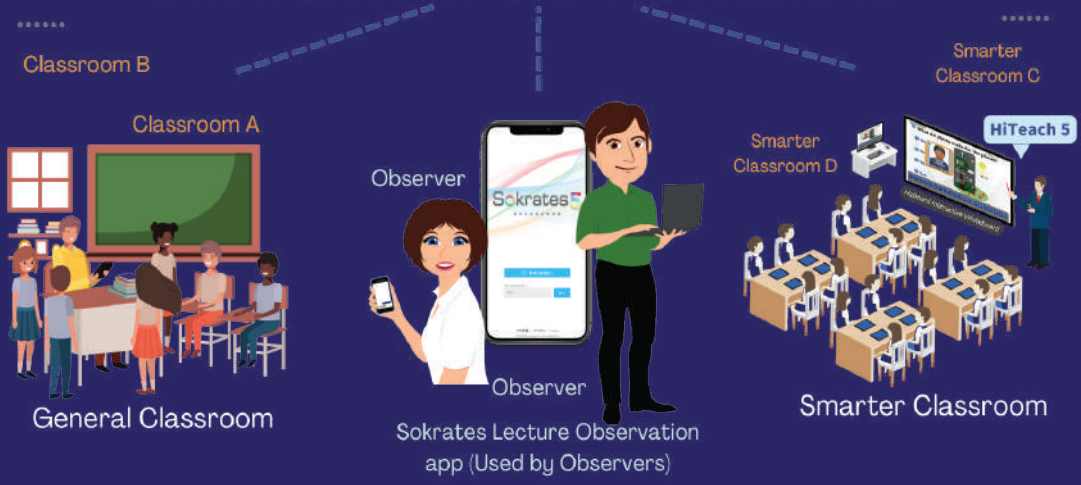 Classroom B
Smarter
Classroom C
Classroom A
HiTeach 5
Smarter
Classroom D
Observer
Sokrates
General Classroom
Observer
Sokrates Lecture Observation
app (Used by Observers)
Smarter Classroom